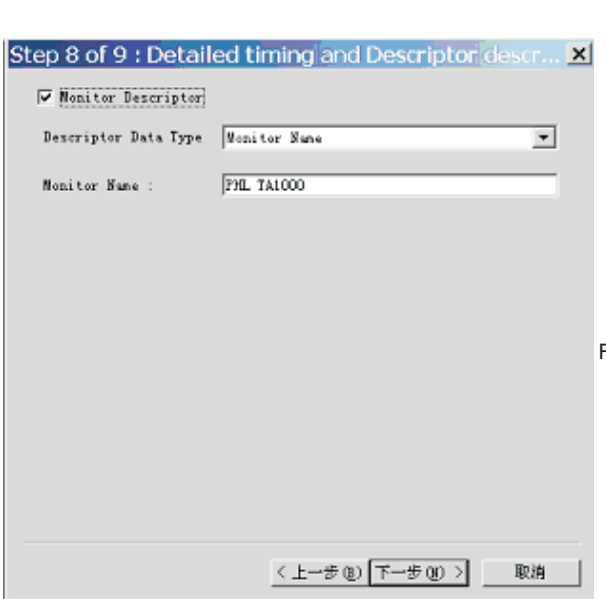 Step 8 of 9 : Detailed timing and Descriptor descr...
Monitor Descriptor
Descriptor Data Type Monitor Name
Monitor Name : PHL TA1000
F
< 上一步(B) 下一步(N) > 取消